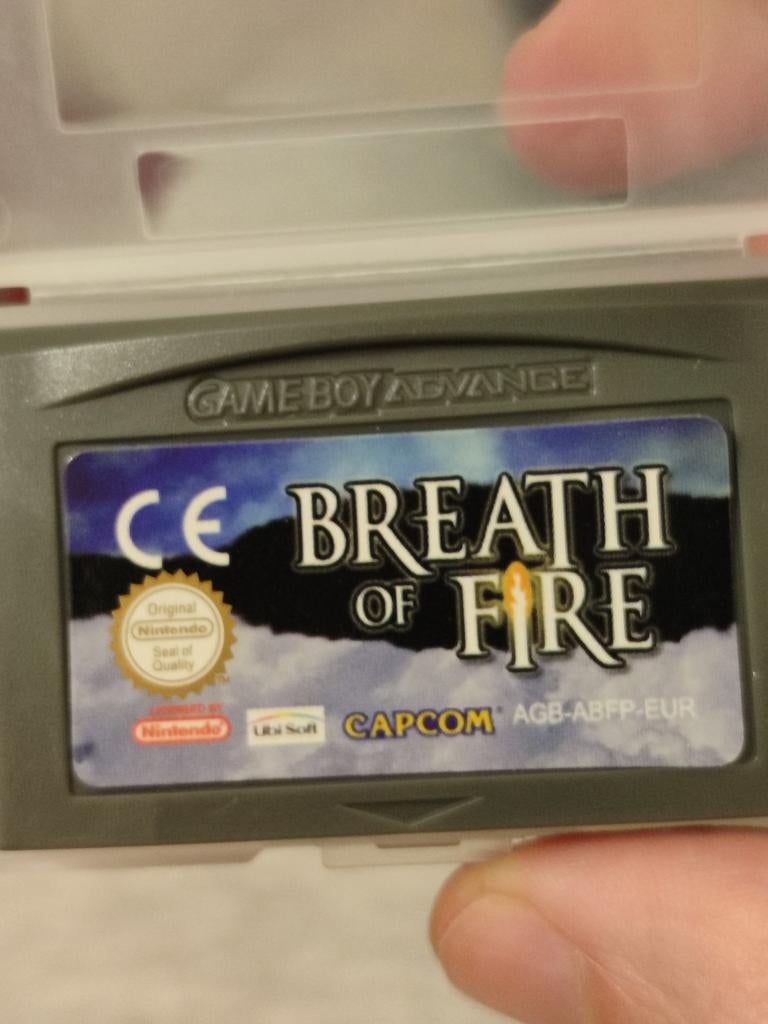 GAME BOY ADVANCE
CE
BREATH
OF FIRE
Original
Nintendo
Seal of
Quality
TM
LICENSED BY
Nintendo
Ubi Soft
CAPCOM®
AGB-ABFP-EUR